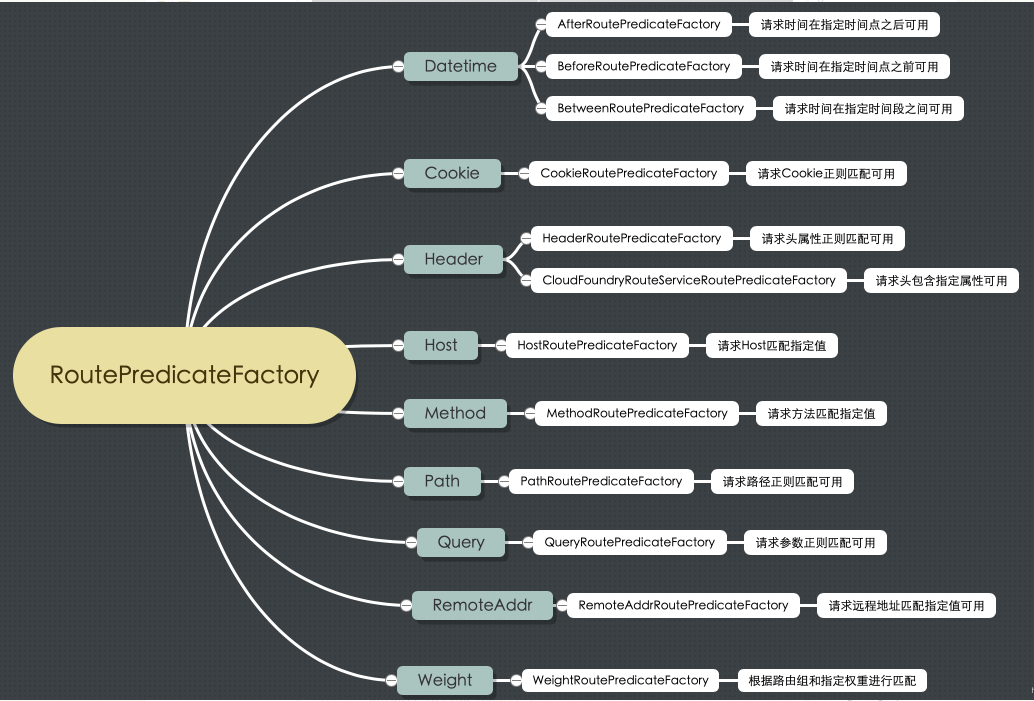 RoutePredicateFactory
Datetime
AfterRoutePredicateFactory
请求时间在指定时间点之后可用
BeforeRoutePredicateFactory
请求时间在指定时间点之前可用
BetweenRoutePredicateFactory
请求时间在指定时间段之间可用
Cookie
CookieRoutePredicateFactory
请求Cookie正则匹配可用
Header
HeaderRoutePredicateFactory
请求头属性正则匹配可用
CloudFoundryRouteServiceRoutePredicateFactory
请求头包含指定属性可用
Host
HostRoutePredicateFactory
请求Host匹配指定值
Method
MethodRoutePredicateFactory
请求方法匹配指定值
Path
PathRoutePredicateFactory
请求路径正则匹配可用
Query
QueryRoutePredicateFactory
请求参数正则匹配可用
RemoteAddr
RemoteAddrRoutePredicateFactory
请求远程地址匹配指定值可用
Weight
WeightRoutePredicateFactory
根据路由组和指定权重进行匹配